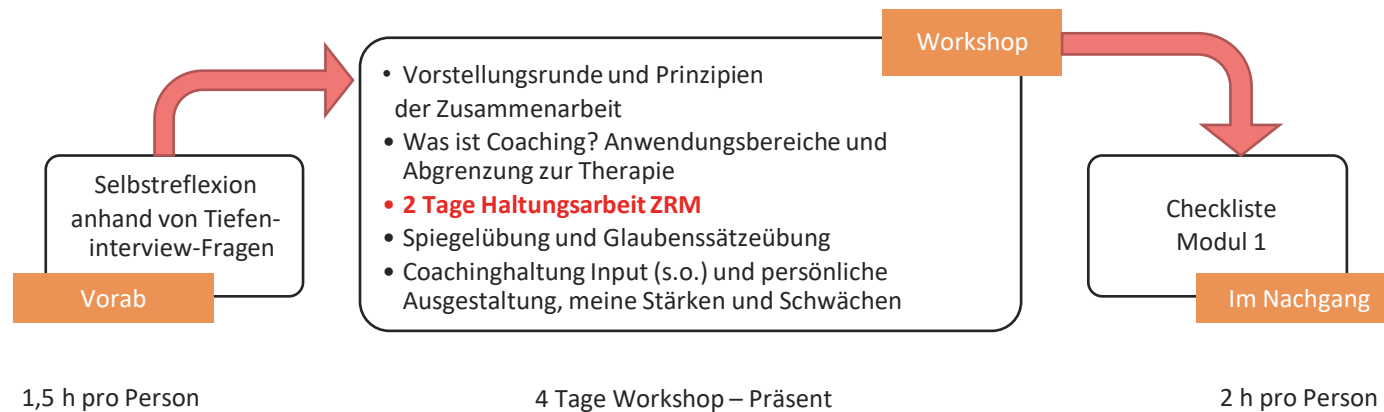 Workshop
• Vorstellungsrunde und Prinzipien
der Zusammenarbeit
• Was ist Coaching? Anwendungsbereiche und
Abgrenzung zur Therapie
• 2 Tage Haltungsarbeit ZRM
• Spiegelübung und Glaubenssätzeübung
• Coachinghaltung Input (s.o.) und persönliche
Ausgestaltung, meine Stärken und Schwächen
Selbstreflexion
anhand von Tiefen-
interview-Fragen
Vorab
Checkliste
Modul 1
Im Nachgang
1,5 h pro Person
4 Tage Workshop – Präsent
2 h pro Person